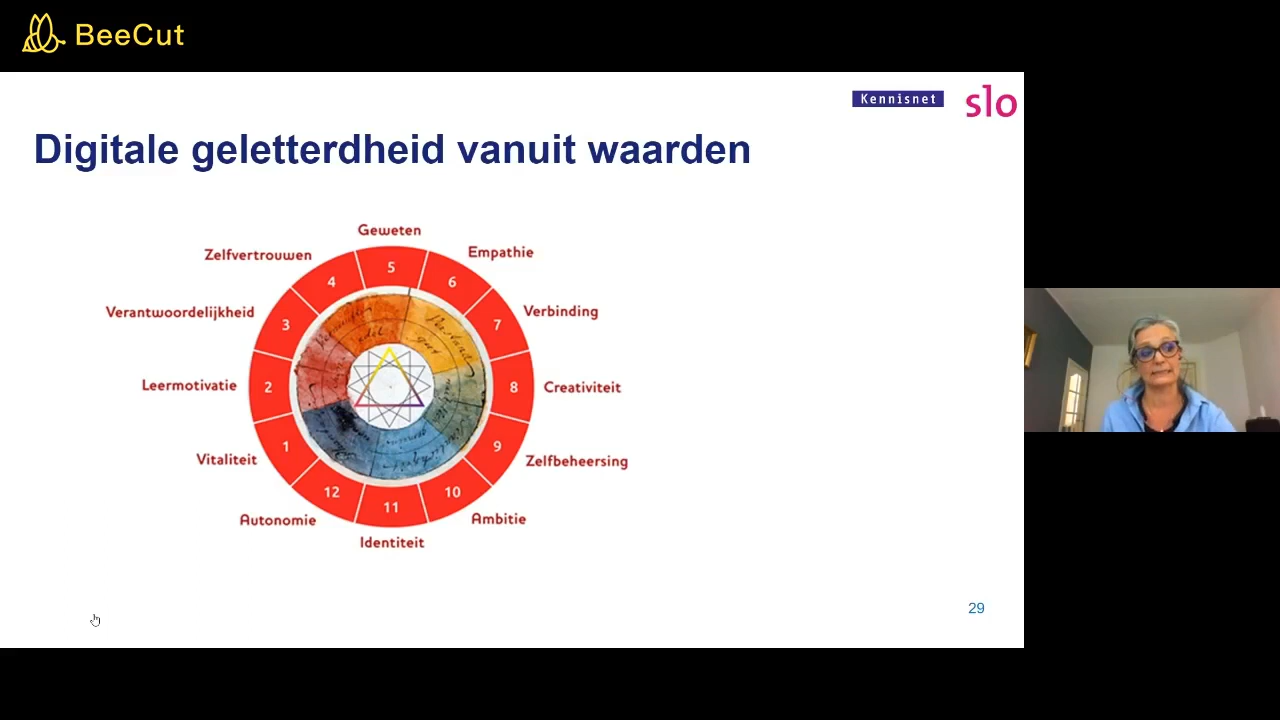 BeeCut
Kennisnet
slo
Digitale geletterdheid vanuit waarden
Geweten
Zelfvertrouwen
Empathie
Verantwoordelijkheid
Verbinding
Leermotivatie
Creativiteit
Vitaliteit
Zelfbeheersing
Autonomie
Ambitie
Identiteit
5
4
6
3
7
2
8
1
9
12
10
11
29